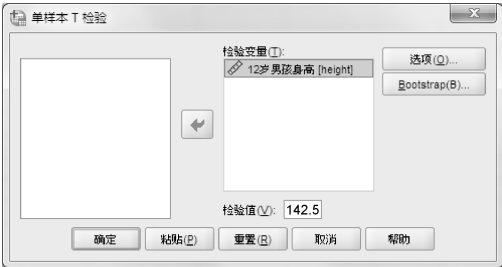 单样本 T 检验
检验变量(T):
12岁男孩身高 [height]
选项(O)...
Bootstrap(B)...
检验值(V): 142.5
确定 粘贴(P) 重置(R) 取消 帮助